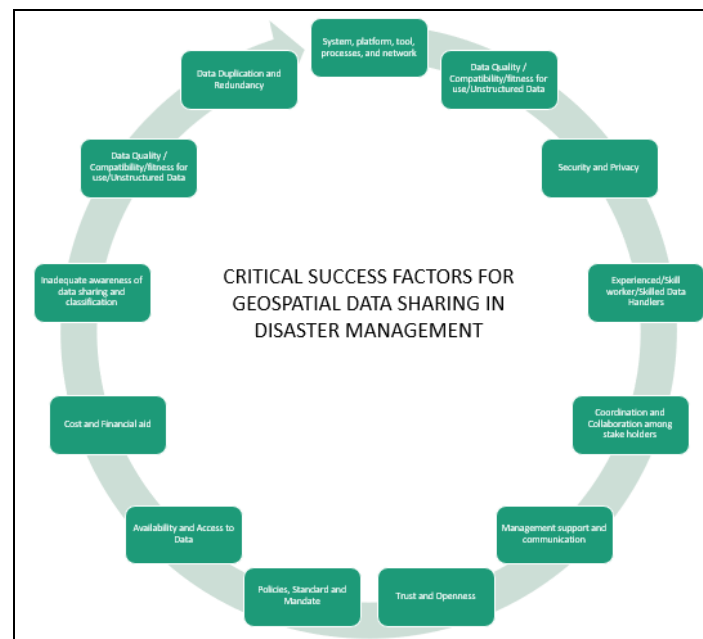 System, platform, tool,
processes, and network
Data Quality /
Compatibility/fitness for
use/Unstructured Data
Security and Privacy
Experienced/Skill
worker/Skilled Data
Handlers
Coordination and
Collaboration among
stake holders
Management support and
communication
Trust and Openness
Policies, Standard and
Mandate
Availability and Access to
Data
Cost and Financial aid
Inadequate awareness of
data sharing and
classification
Data Quality /
Compatibility/fitness for
use/Unstructured Data
Data Duplication and
Redundancy
CRITICAL SUCCESS FACTORS FOR
GEOSPATIAL DATA SHARING IN
DISASTER MANAGEMENT